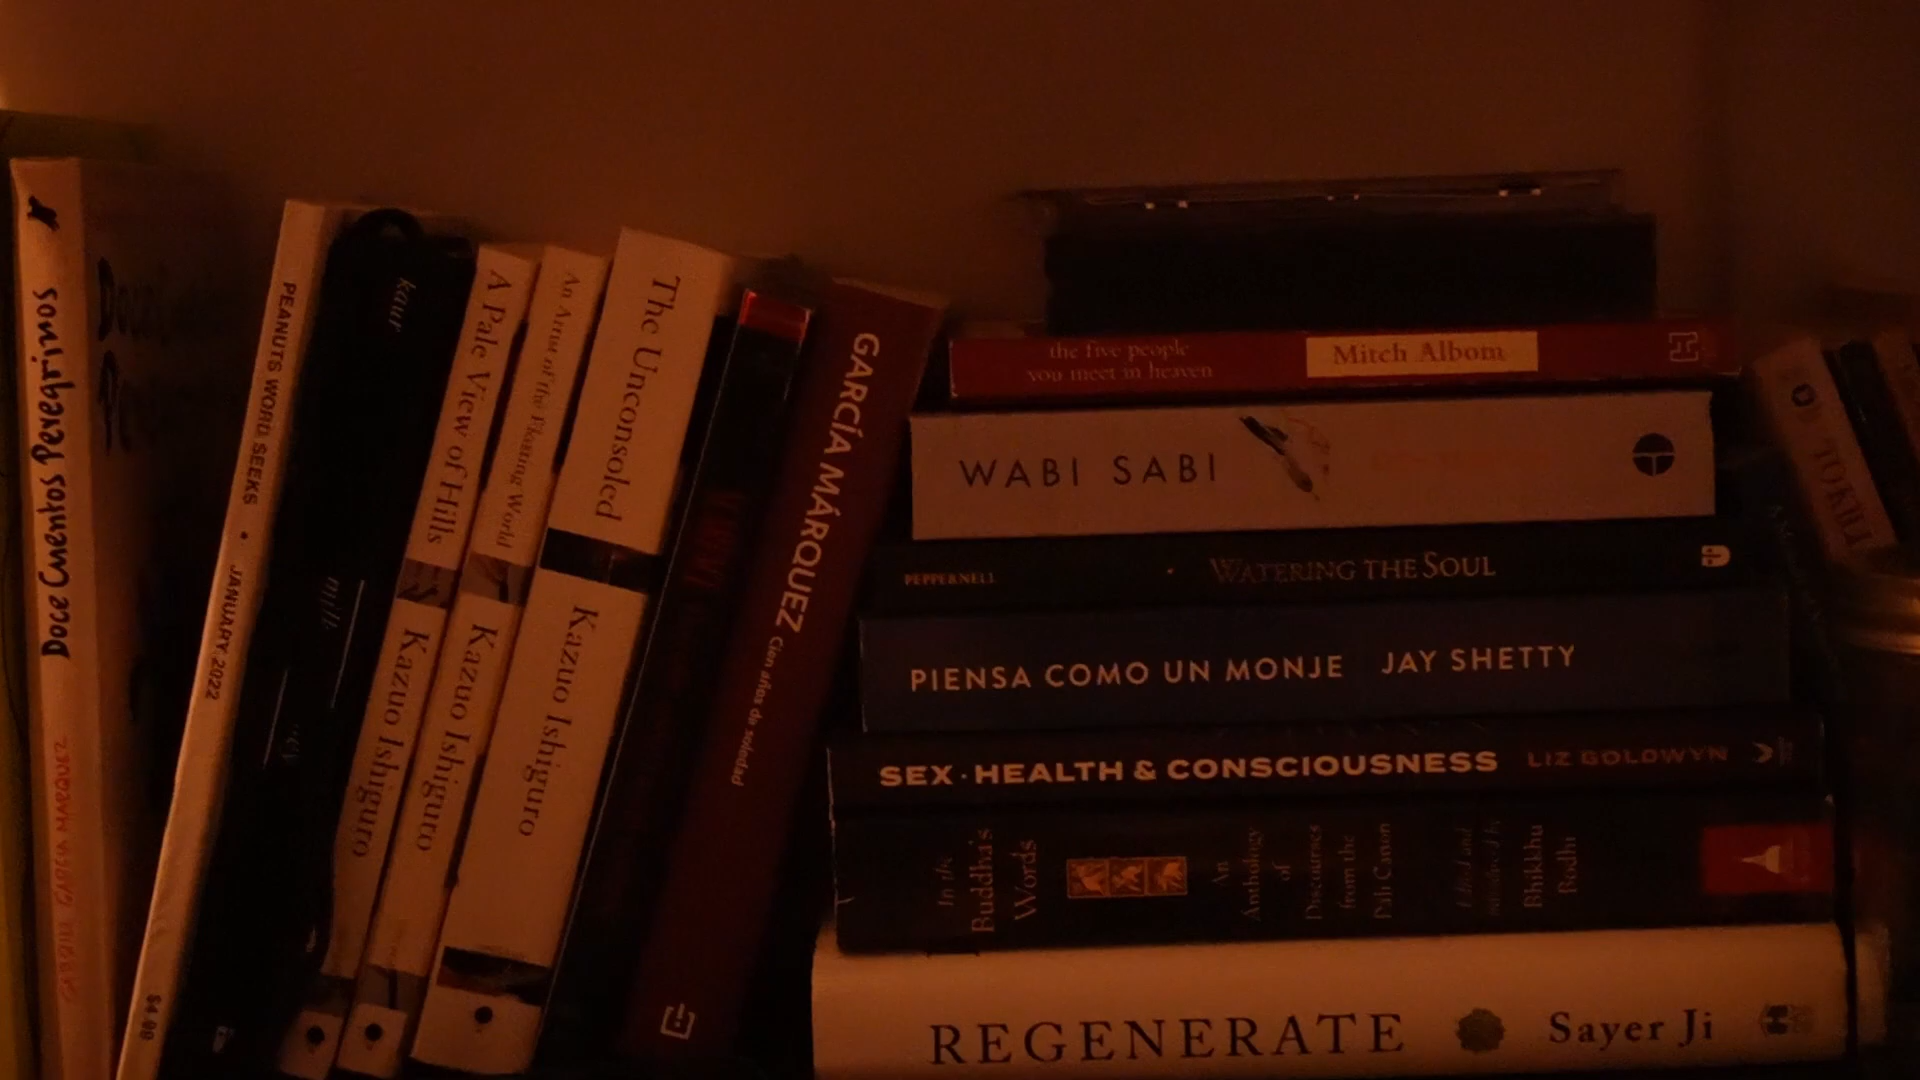 Doce Cuentos Peregrinos
GABRIEL GARCÍA MÁRQUEZ
PEANUTS WORD SEEKS • JANUARY 2022
$4.99
kaur
milk
A Pale View of Hills
Kazuo Ishiguro
An Artist of the Floating World
Kazuo Ishiguro
The Unconsoled
Kazuo Ishiguro
GARCÍA MÁRQUEZ Cien años de soledad
the five people
you meet in heaven
Mitch Albom
WABI SABI
PEPPERNELL
WATERING THE SOUL
PIENSA COMO UN MONJE JAY SHETTY
SEX · HEALTH & CONSCIOUSNESS LIZ GOLDWYN
In the
Buddha's
Words
An
Anthology
of
Discourses
from the
Pāli Canon
Bhikkhu
Bodhi
REGENERATE Sayer Ji